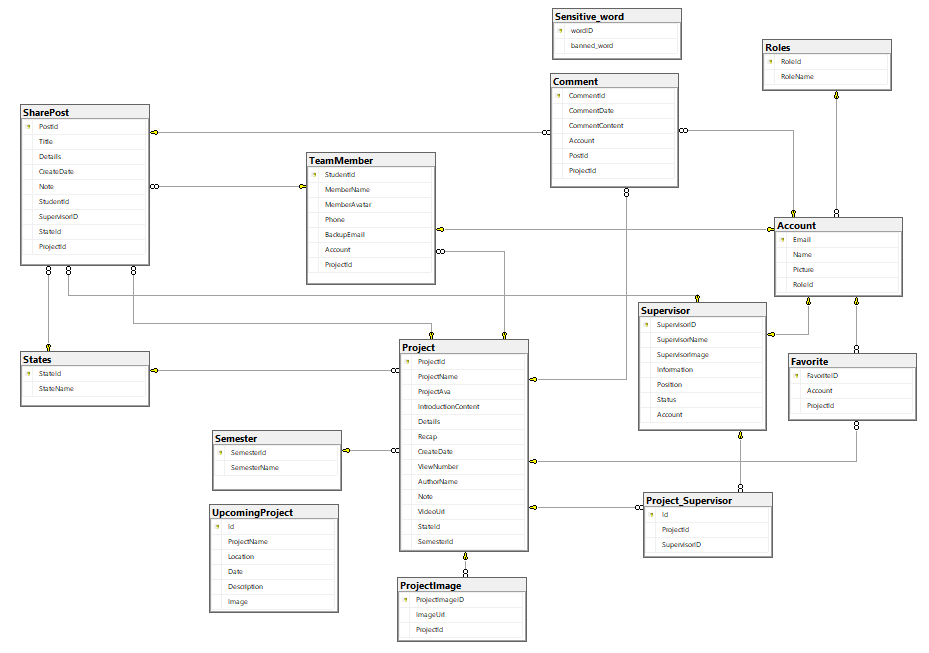 Sensitive_word
wordID
banned_word
Roles
RoleId
RoleName
Comment
CommentId
CommentDate
CommentContent
Account
PostId
ProjectId
SharePost
PostId
Title
Details
CreateDate
Note
StudentId
SupervisorID
StateId
ProjectId
TeamMember
StudentId
MemberName
MemberAvatar
Phone
BackupEmail
Account
ProjectId
Account
Email
Name
Picture
RoleId
Supervisor
SupervisorID
SupervisorName
SupervisorImage
Information
Position
Status
Account
Project
ProjectId
ProjectName
ProjectAva
IntroductionContent
Details
Recap
CreateDate
ViewNumber
AuthorName
Note
VideoUrl
StateId
SemesterId
States
StateId
StateName
Favorite
FavoriteID
Account
ProjectId
Semester
SemesterId
SemesterName
Project_Supervisor
Id
ProjectId
SupervisorID
UpcomingProject
Id
ProjectName
Location
Date
Description
Image
ProjectImage
ProjectImageID
ImageUrl
ProjectId